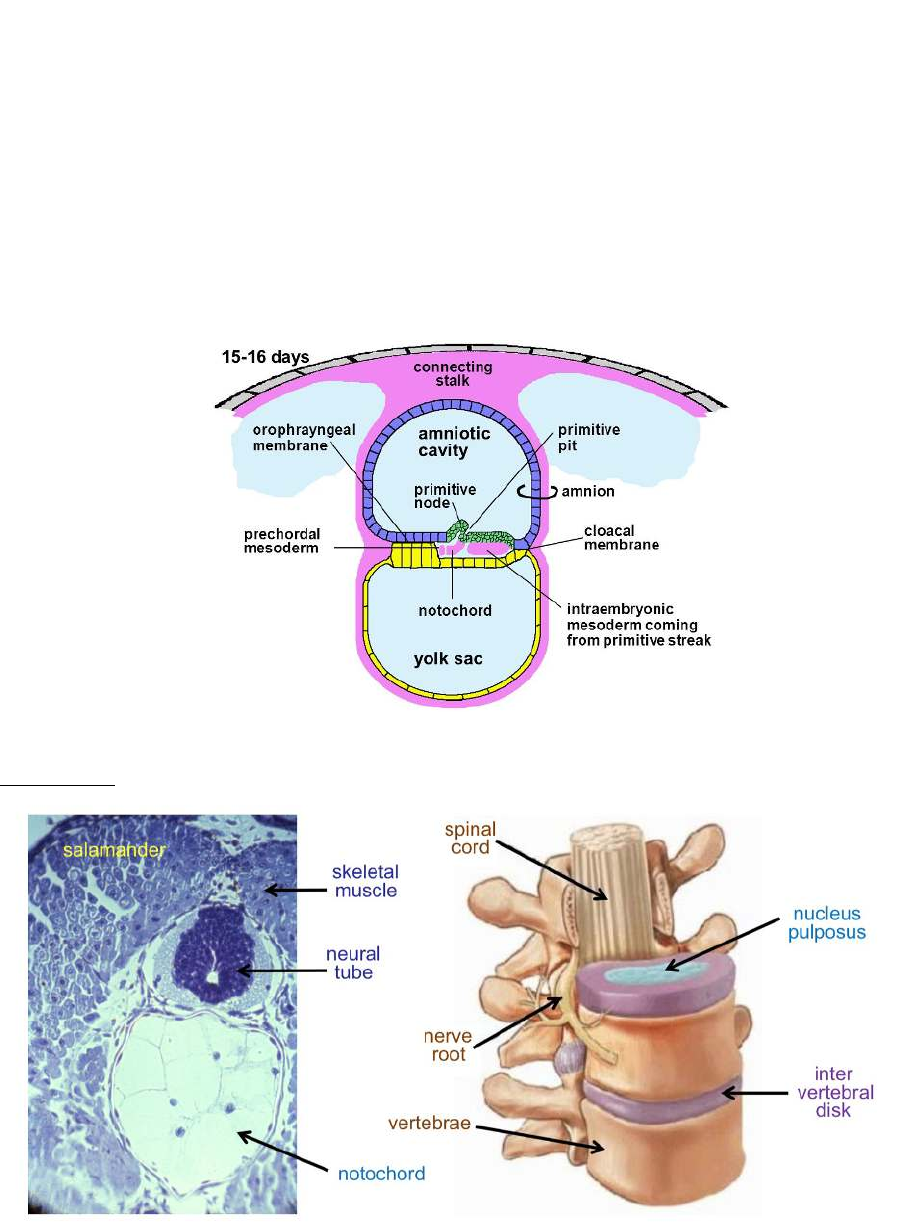 15-16 days
connecting
stalk
orophrayngeal
membrane
amniotic
cavity
primitive
pit
primitive
node
amnion
prechordal
mesoderm
cloacal
membrane
notochord
intraembryonic
mesoderm coming
from primitive streak
yolk sac
salamander
skeletal
muscle
neural
tube
notochord
spinal
cord
nucleus
pulposus
nerve
root
inter
vertebral
disk
vertebrae